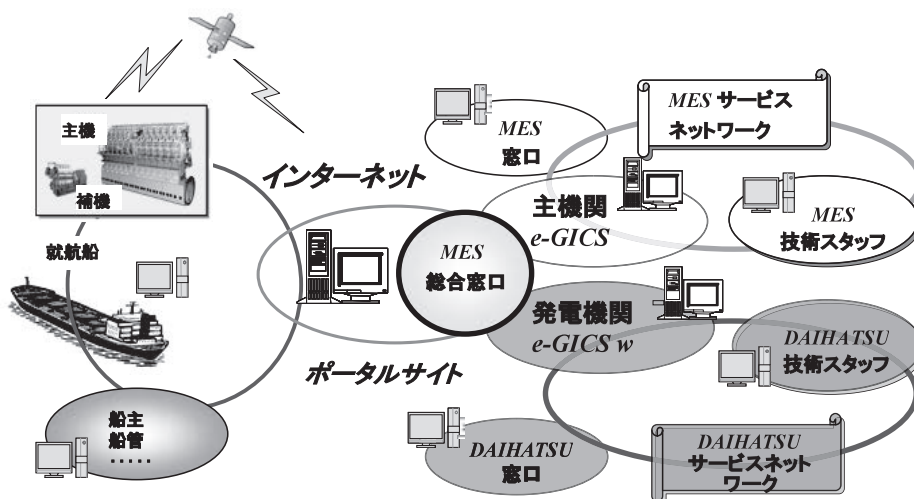 主機
補機
就航船
船主
船管
・・・・・
インターネット
ポータルサイト
MES
総合窓口
MES
窓口
主機関
e-GICS
MES サービス
ネットワーク
MES
技術スタッフ
発電機関
e-GICS w
DAIHATSU
技術スタッフ
DAIHATSU
窓口
DAIHATSU
サービスネット
ワーク